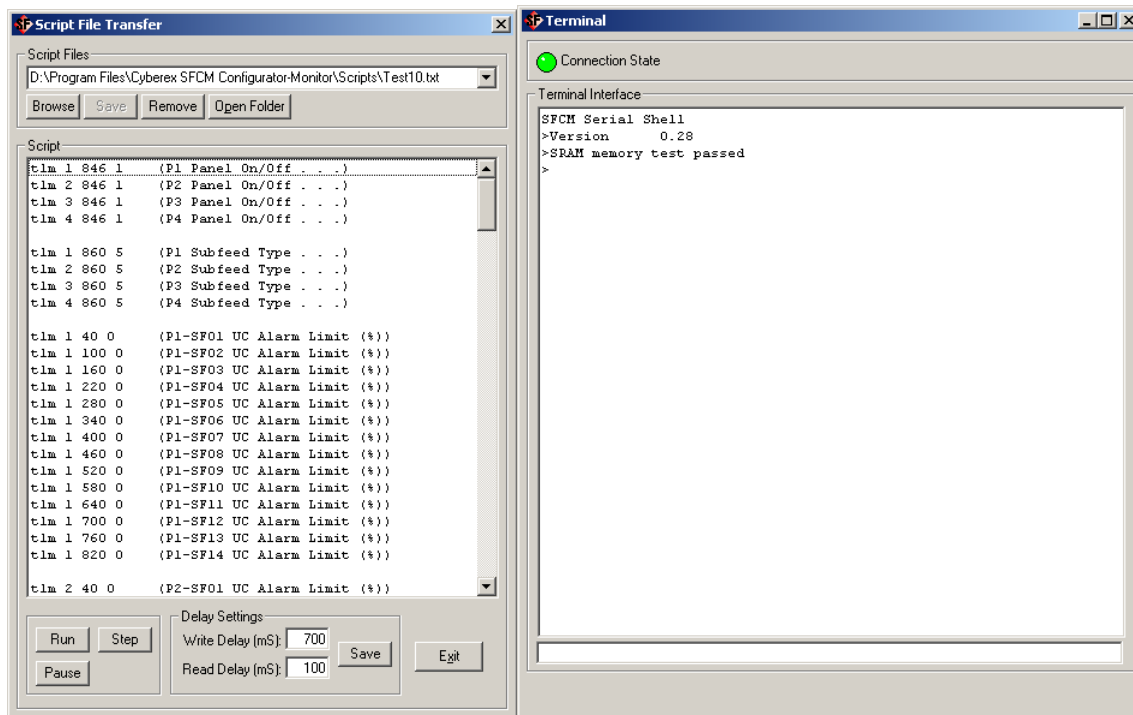 Script File Transfer
Script Files
D:\Program Files\Cyberex SFCM Configurator-Monitor\Scripts\Test10.txt
Browse Save Remove Open Folder
Script
tlm 1 846 1 (P1 Panel On/Off . . .)
tlm 2 846 1 (P2 Panel On/Off . . .)
tlm 3 846 1 (P3 Panel On/Off . . .)
tlm 4 846 1 (P4 Panel On/Off . . .)
tlm 1 860 5 (P1 Subfeed Type . . .)
tlm 2 860 5 (P2 Subfeed Type . . .)
tlm 3 860 5 (P3 Subfeed Type . . .)
tlm 4 860 5 (P4 Subfeed Type . . .)
tlm 1 40 0 (P1-SF01 UC Alarm Limit (%))
tlm 1 100 0 (P1-SF02 UC Alarm Limit (%))
tlm 1 160 0 (P1-SF03 UC Alarm Limit (%))
tlm 1 220 0 (P1-SF04 UC Alarm Limit (%))
tlm 1 280 0 (P1-SF05 UC Alarm Limit (%))
tlm 1 340 0 (P1-SF06 UC Alarm Limit (%))
tlm 1 400 0 (P1-SF07 UC Alarm Limit (%))
tlm 1 460 0 (P1-SF08 UC Alarm Limit (%))
tlm 1 520 0 (P1-SF09 UC Alarm Limit (%))
tlm 1 580 0 (P1-SF10 UC Alarm Limit (%))
tlm 1 640 0 (P1-SF11 UC Alarm Limit (%))
tlm 1 700 0 (P1-SF12 UC Alarm Limit (%))
tlm 1 760 0 (P1-SF13 UC Alarm Limit (%))
tlm 1 820 0 (P1-SF14 UC Alarm Limit (%))
tlm 2 40 0 (P2-SF01 UC Alarm Limit (%))
Run Step
Pause
Delay Settings
Write Delay (mS): 700
Read Delay (mS): 100
Save
Exit
Terminal
Connection State
Terminal Interface
SFCM Serial Shell
>Version 0.28
>SRAM memory test passed
>